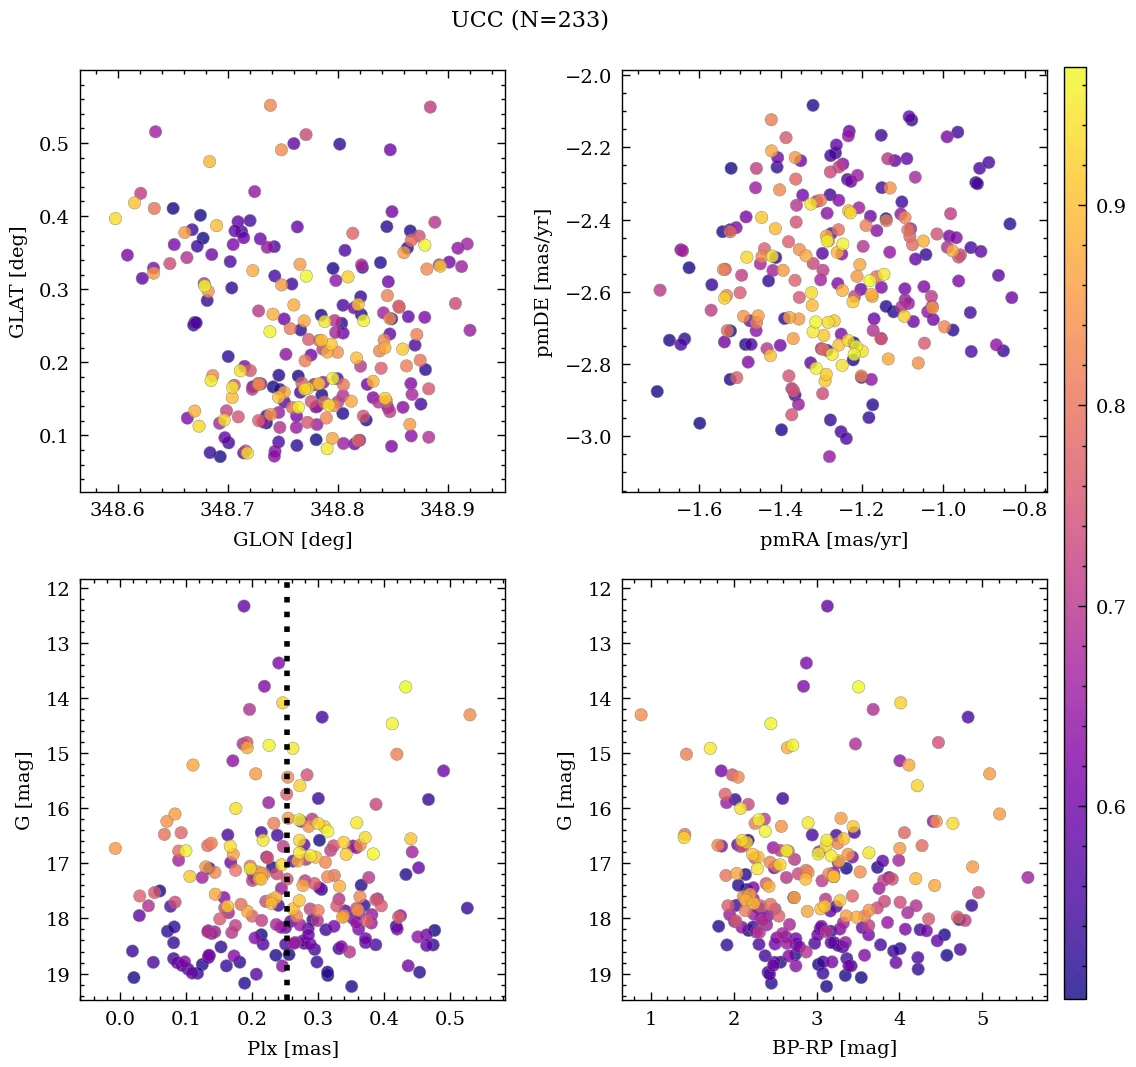 UCC (N=233)
0.5
0.4
0.3
0.2
0.1
GLAT [deg]
348.6 348.7 348.8 348.9
GLON [deg]
−2.0
−2.2
−2.4
−2.6
−2.8
−3.0
pmDE [mas/yr]
−1.6 −1.4 −1.2 −1.0 −0.8
pmRA [mas/yr]
12
13
14
15
16
17
18
19
G [mag]
0.0 0.1 0.2 0.3 0.4 0.5
Plx [mas]
12
13
14
15
16
17
18
19
G [mag]
1 2 3 4 5
BP-RP [mag]
0.9
0.8
0.7
0.6